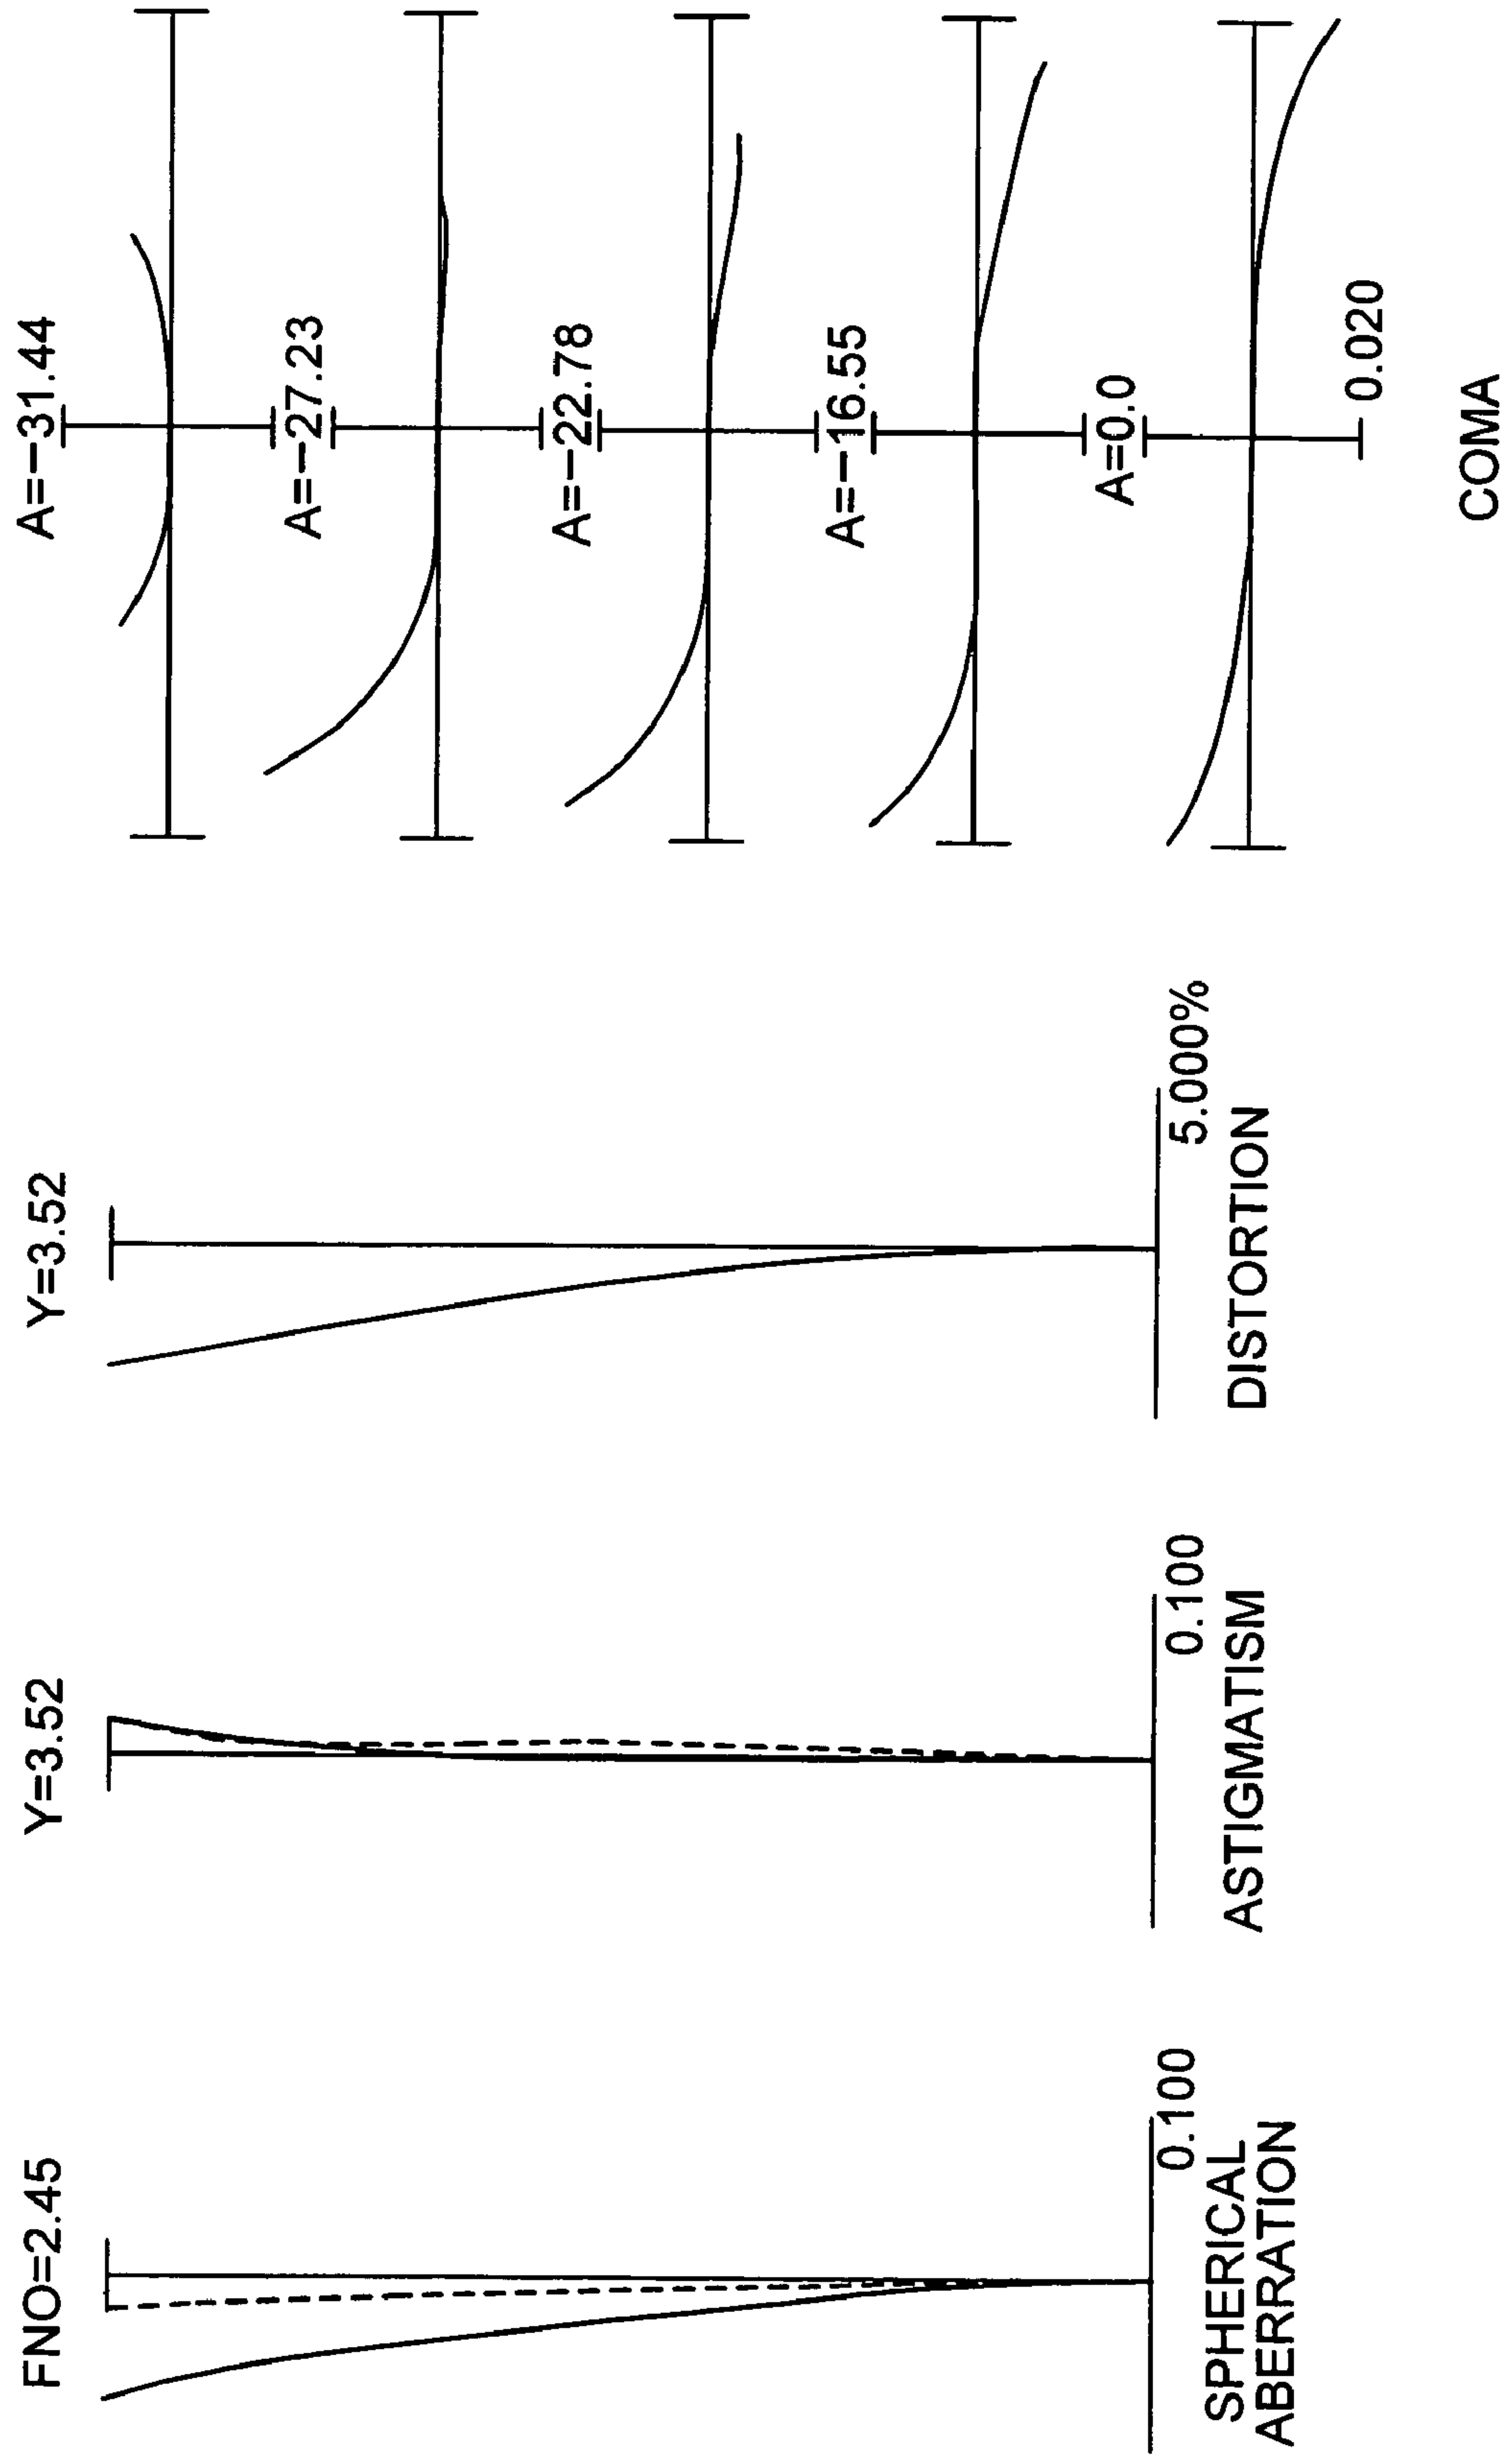 FNO=2.45
0.100
SPHERICAL
ABERRATION
Y=3.52
0.100
ASTIGMATISM
Y=3.52
5.000%
DISTORTION
A=-31.44
A=-27.23
A=-22.78
A=-16.55
A=0.0
0.020
COMA